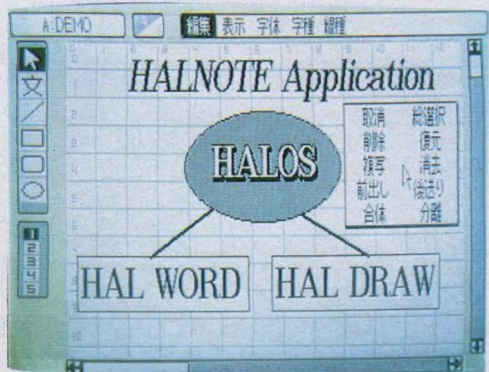 A:DEMO 編集 表示 字体 字種 線種
HALNOTE Application
文
取消 総選択
削除 復元
複写 消去
前出し 後送り
合体 分離
HALOS
1
2
3
4
5
HAL WORD HAL DRAW